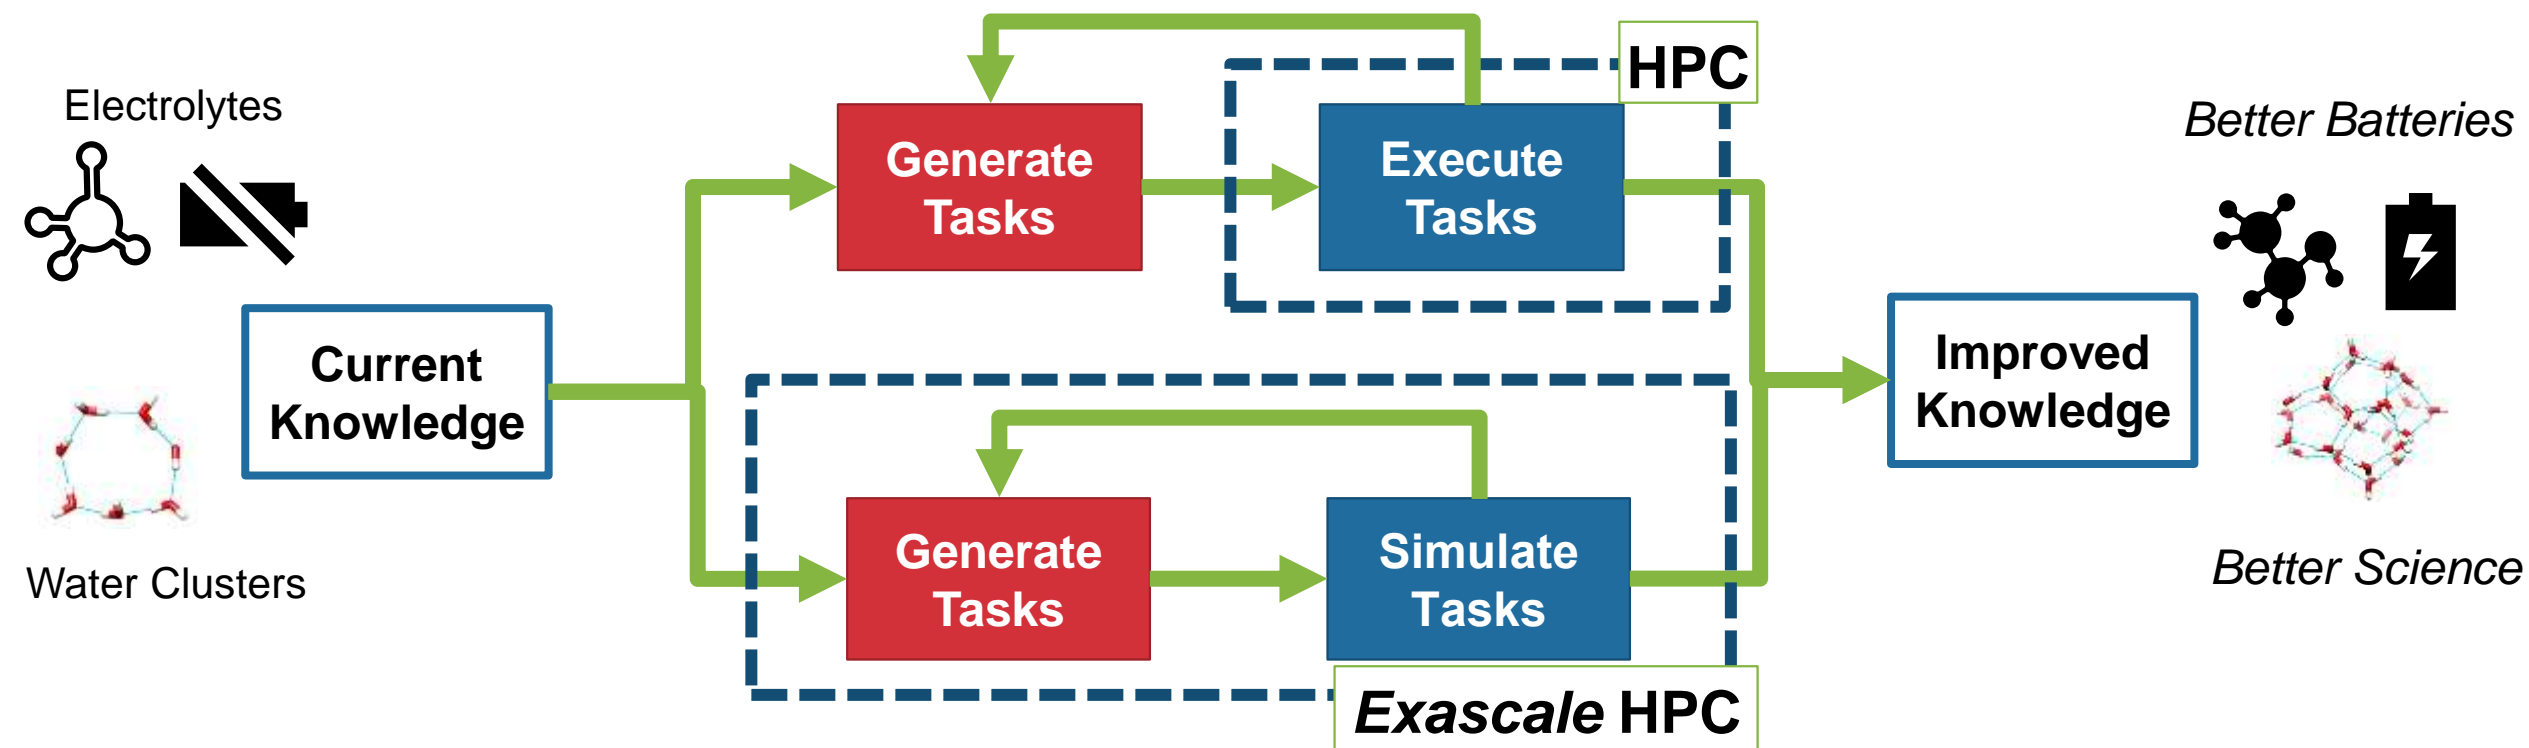 Electrolytes
Current
Knowledge
Water Clusters
HPC
Generate
Tasks
Execute
Tasks
Generate
Tasks
Simulate
Tasks
Exascale HPC
Better Batteries
Improved
Knowledge
Better Science